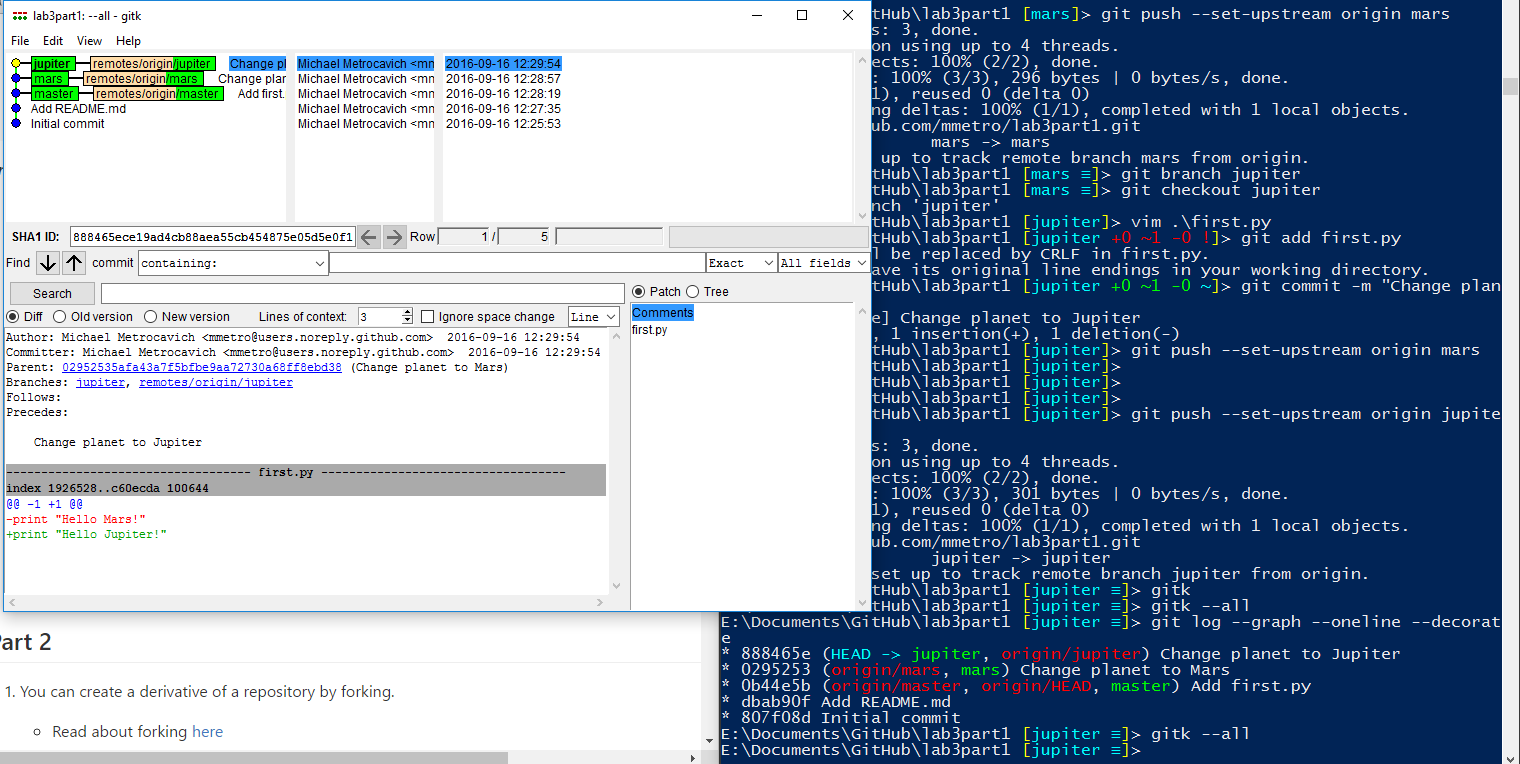 lab3part1: --all - gitk
File Edit View Help
jupiter remotes/origin/jupiter Change pl Michael Metrocavich <mn 2016-09-16 12:29:54
mars remotes/origin/mars Change plan Michael Metrocavich <mn 2016-09-16 12:28:57
master remotes/origin/master Add first. Michael Metrocavich <mn 2016-09-16 12:28:19
Add README.md Michael Metrocavich <mn 2016-09-16 12:27:35
Initial commit Michael Metrocavich <mn 2016-09-16 12:25:53
SHA1 ID: 888465ece19ad4cb88aea55cb454875e05d5e0f1 Row 1 / 5
Find commit containing: Exact All fields
Search
Patch Tree
Diff Old version New version Lines of context: 3 Ignore space change Line
Comments
first.py
Author: Michael Metrocavich <mmetro@users.noreply.github.com> 2016-09-16 12:29:54
Committer: Michael Metrocavich <mmetro@users.noreply.github.com> 2016-09-16 12:29:54
Parent: 02952535afa43a7f5bfbe9aa72730a68ff8ebd38 (Change planet to Mars)
Branches: jupiter, remotes/origin/jupiter
Follows:
Precedes:
Change planet to Jupiter
----------------------------------- first.py -----------------------------------
index 1926528..c60ecda 100644
@@ -1 +1 @@
-print "Hello Mars!"
+print "Hello Jupiter!"
art 2
1. You can create a derivative of a repository by forking.
Read about forking here
tHub\lab3part1 [mars]> git push --set-upstream origin mars
s: 3, done.
on using up to 4 threads.
ects: 100% (2/2), done.
: 100% (3/3), 296 bytes | 0 bytes/s, done.
1), reused 0 (delta 0)
ng deltas: 100% (1/1), completed with 1 local objects.
ub.com/mmetro/lab3part1.git
mars -> mars
up to track remote branch mars from origin.
tHub\lab3part1 [mars ≡]> git branch jupiter
tHub\lab3part1 [mars ≡]> git checkout jupiter
nch 'jupiter'
tHub\lab3part1 [jupiter]> vim .\first.py
tHub\lab3part1 [jupiter +0 ~1 -0 !]> git add first.py
l be replaced by CRLF in first.py.
ave its original line endings in your working directory.
tHub\lab3part1 [jupiter +0 ~1 -0 ~]> git commit -m "Change plan
e] Change planet to Jupiter
, 1 insertion(+), 1 deletion(-)
tHub\lab3part1 [jupiter]> git push --set-upstream origin mars
tHub\lab3part1 [jupiter]>
tHub\lab3part1 [jupiter]>
tHub\lab3part1 [jupiter]>
tHub\lab3part1 [jupiter]> git push --set-upstream origin jupite
s: 3, done.
on using up to 4 threads.
ects: 100% (2/2), done.
: 100% (3/3), 301 bytes | 0 bytes/s, done.
1), reused 0 (delta 0)
ng deltas: 100% (1/1), completed with 1 local objects.
ub.com/mmetro/lab3part1.git
jupiter -> jupiter
set up to track remote branch jupiter from origin.
tHub\lab3part1 [jupiter ≡]> gitk
tHub\lab3part1 [jupiter ≡]> gitk --all
E:\Documents\GitHub\lab3part1 [jupiter ≡]> git log --graph --oneline --decorat
e
* 888465e (HEAD -> jupiter, origin/jupiter) Change planet to Jupiter
* 0295253 (origin/mars, mars) Change planet to Mars
* 0b44e5b (origin/master, origin/HEAD, master) Add first.py
* dbab90f Add README.md
* 807f08d Initial commit
E:\Documents\GitHub\lab3part1 [jupiter ≡]> gitk --all
E:\Documents\GitHub\lab3part1 [jupiter ≡]>